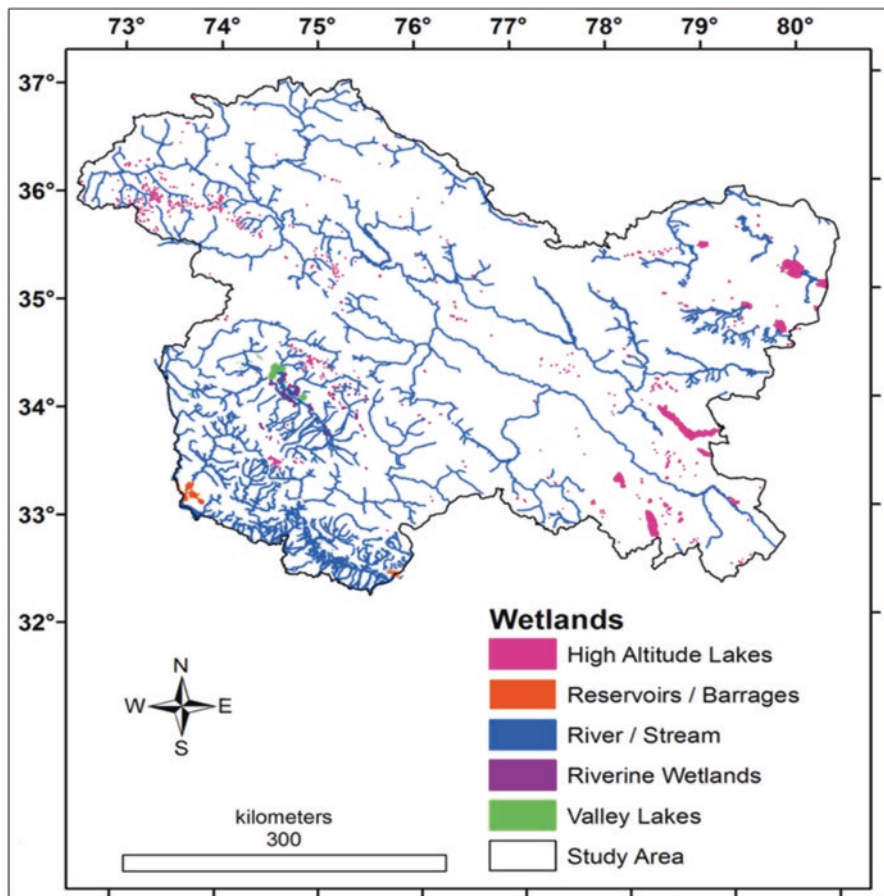 73° 74° 75° 76° 77° 78° 79° 80°
37°
36°
35°
34°
33°
32°
Wetlands
High Altitude Lakes
Reservoirs / Barrages
River / Stream
Riverine Wetlands
Valley Lakes
Study Area
N
W E
S
kilometers
300